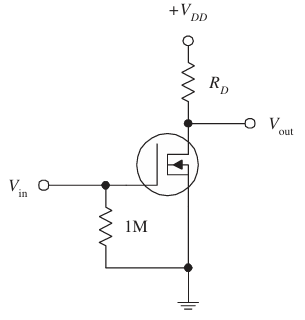 +V_DD
R_D
V_out
V_in
1M